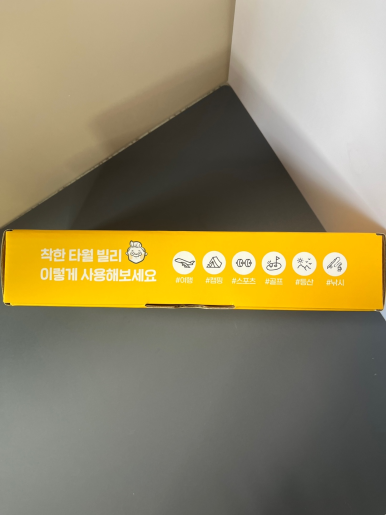 착한 타월 빌리
이렇게 사용해보세요
#여행 #캠핑 #스포츠 #골프 #등산 #낚시